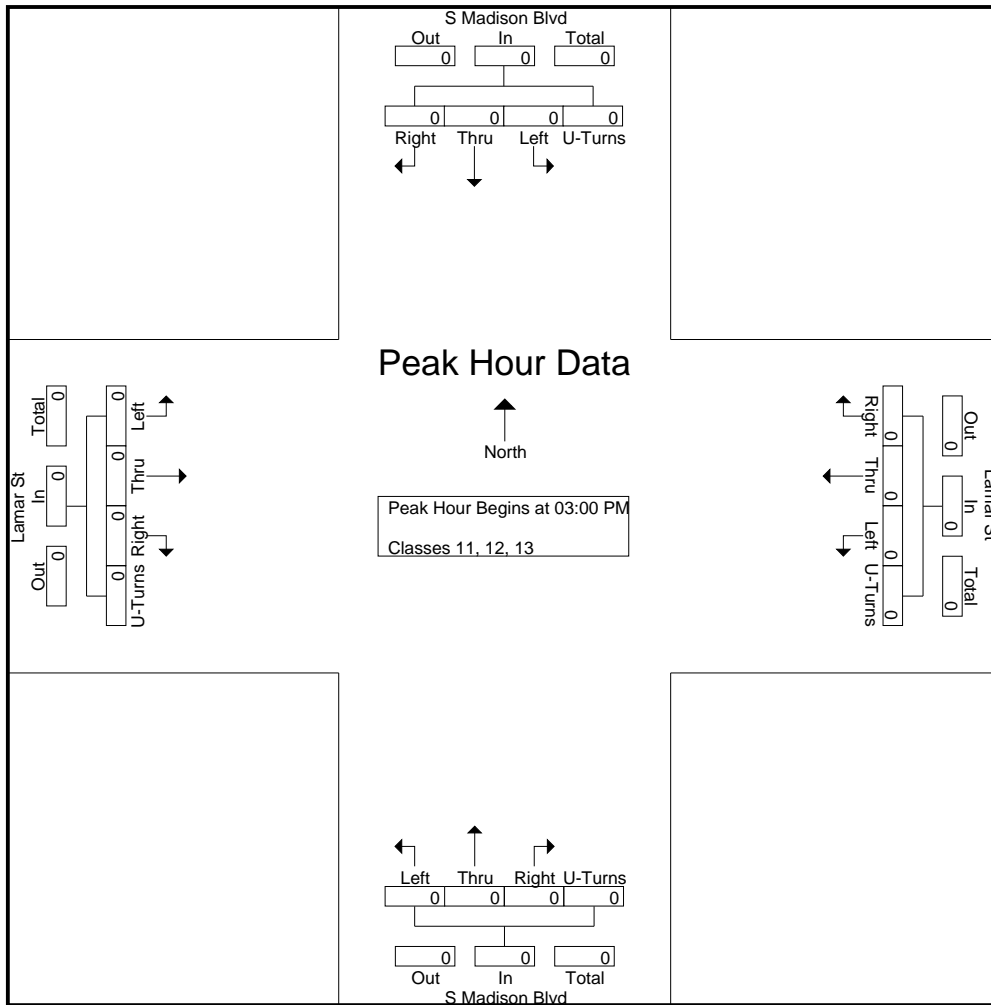 S Madison Blvd
Out In Total
0 0 0
0 0 0 0
Right Thru Left U-Turns
Peak Hour Data
North
Peak Hour Begins at 03:00 PM
Classes 11, 12, 13
Lamar St
Total In Out
0 0 0
0 0 0 0
Left Thru Right U-Turns
Right Thru Left U-Turns
0 0 0 0
Out In Total
0 0 0
Lamar St
Left Thru Right U-Turns
0 0 0 0
0 0 0
Out In Total
S Madison Blvd